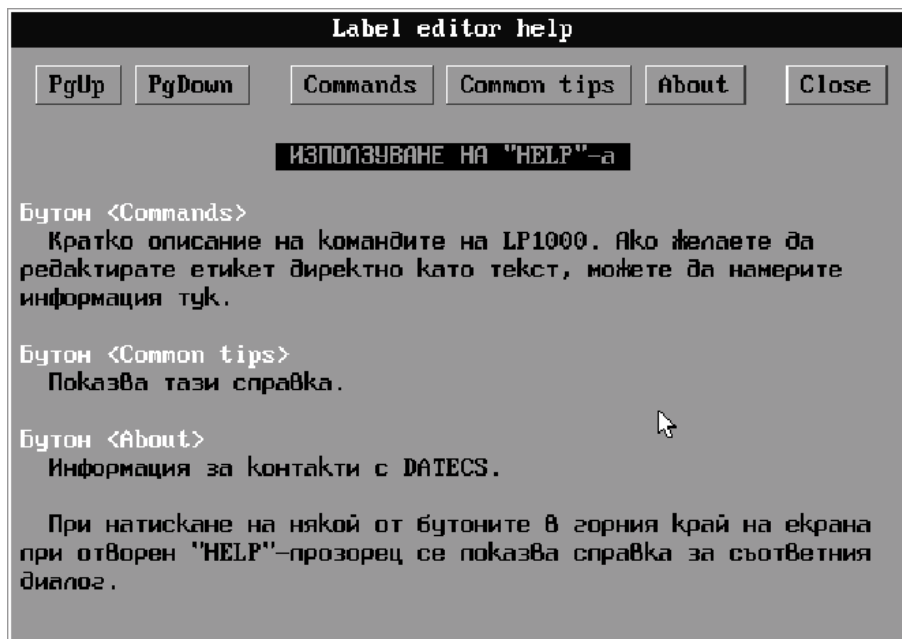 Label editor help
PgUp PgDown Commands Common tips About Close
ИЗПОЛЗУВАНЕ НА "HELP"-а
Бутон <Commands>
Кратко описание на командите на LP1000. Ако желаете да
редактирате етикет директно като текст, можете да намерите
информация тук.
Бутон <Common tips>
Показва тази справка.
Бутон <About>
Информация за контакти с DATECS.
При натискане на някой от бутоните в горния край на екрана
при отворен "HELP"-прозорец се показва справка за съответния
диалог.